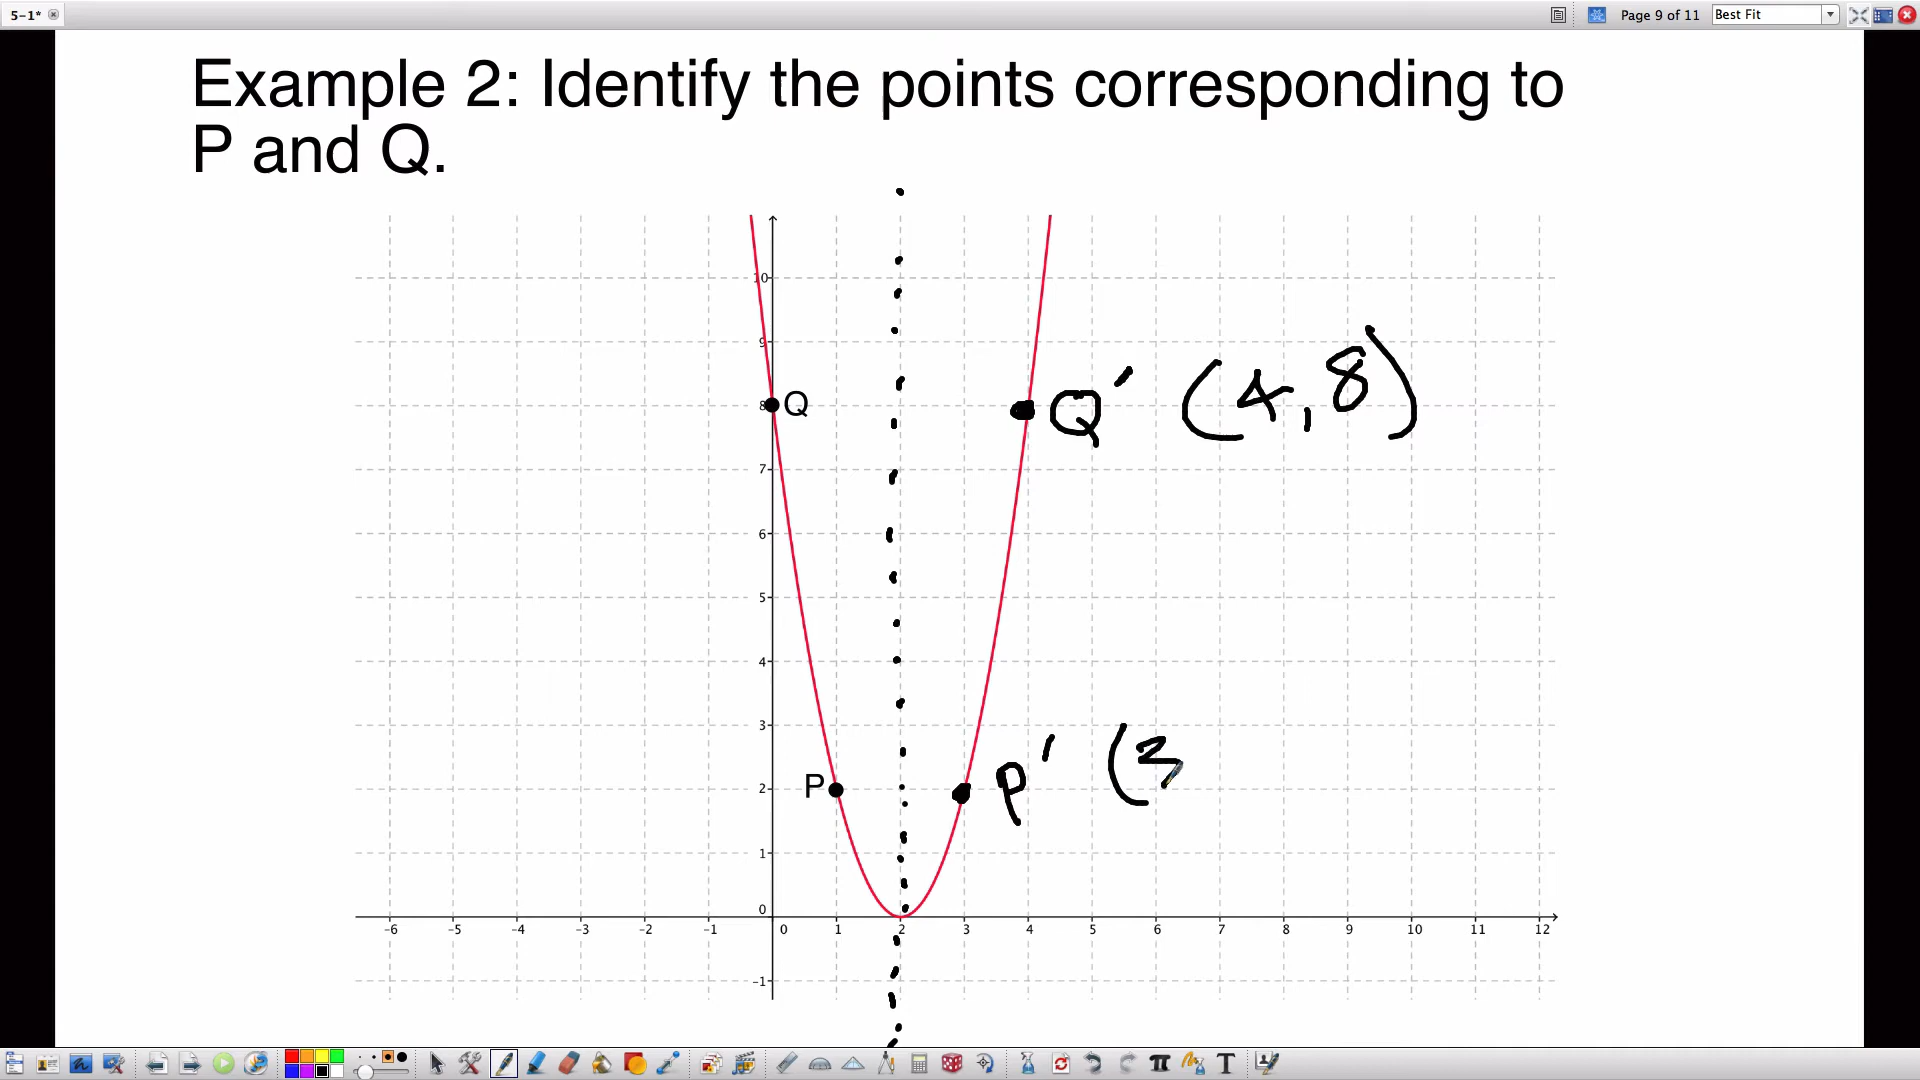 5-1*
Page 9 of 11
Best Fit
Example 2: Identify the points corresponding to
P and Q.
10
9
8
Q
Q' (4,8)
7
6
5
4
3
P
2
P' (3
1
0
-6 -5 -4 -3 -2 -1 0 1 2 3 4 5 6 7 8 9 10 11 12
-1